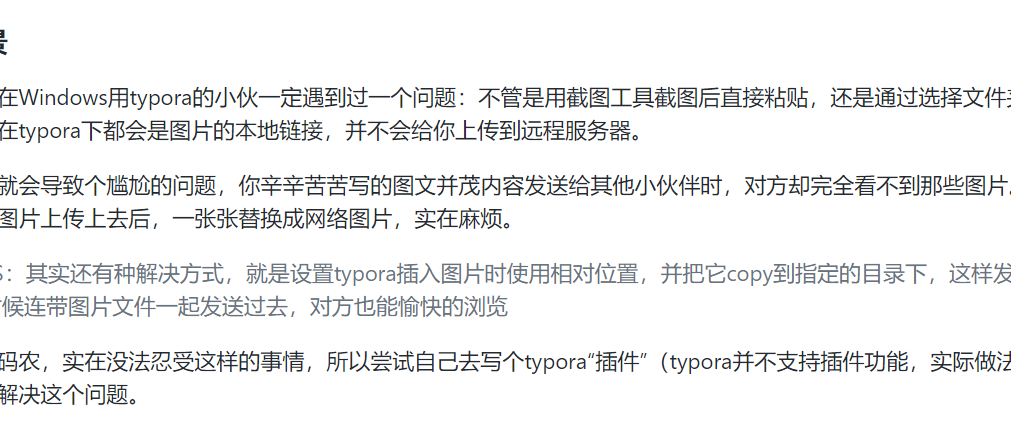 景
在Windows用typora的小伙一定遇到过一个问题：不管是用截图工具截图后直接粘贴，还是通过选择文件夹
在typora下都会是图片的本地链接，并不会给你上传到远程服务器。
就会导致个尴尬的问题，你辛辛苦苦写的图文并茂内容发送给其他小伙伴时，对方却完全看不到那些图片。
图片上传上去后，一张张替换成网络图片，实在麻烦。
S：其实还有种解决方式，就是设置typora插入图片时使用相对位置，并把它copy到指定的目录下，这样发
候连带图片文件一起发送过去，对方也能愉快的浏览
码农，实在没法忍受这样的事情，所以尝试自己去写个typora“插件”（typora并不支持插件功能，实际做法
解决这个问题。